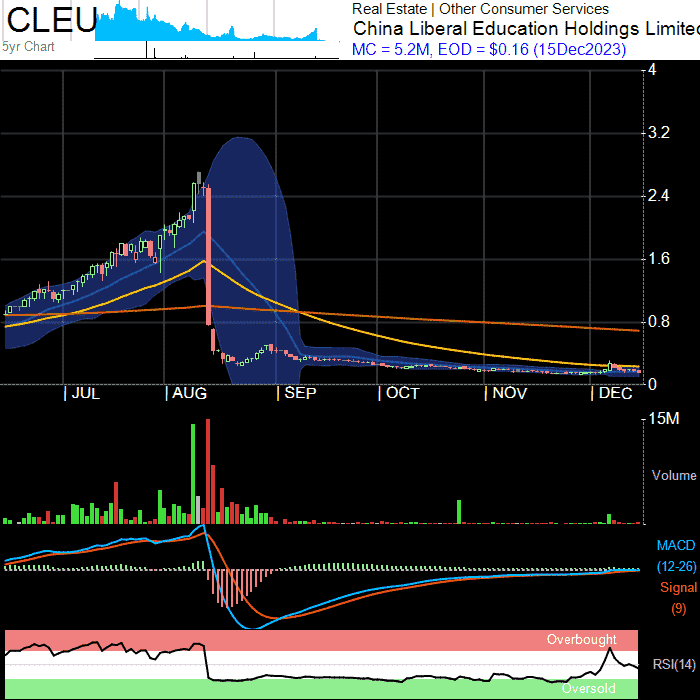 CLEU
5yr Chart
Real Estate | Other Consumer Services
China Liberal Education Holdings Limited
MC = 5.2M, EOD = $0.16 (15Dec2023)
4
3.2
2.4
1.6
0.8
0
| JUL
| AUG
| SEP
| OCT
| NOV
| DEC
15M
Volume
MACD
(12-26)
Signal
(9)
Overbought
RSI(14)
Oversold